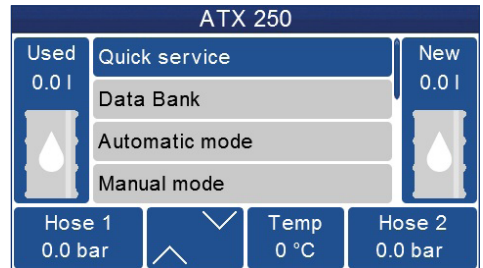 ATX 250
Used
0.0 l
Quick service
Data Bank
Automatic mode
Manual mode
New
0.0 l
Hose 1
0.0 bar
Temp
0 °C
Hose 2
0.0 bar